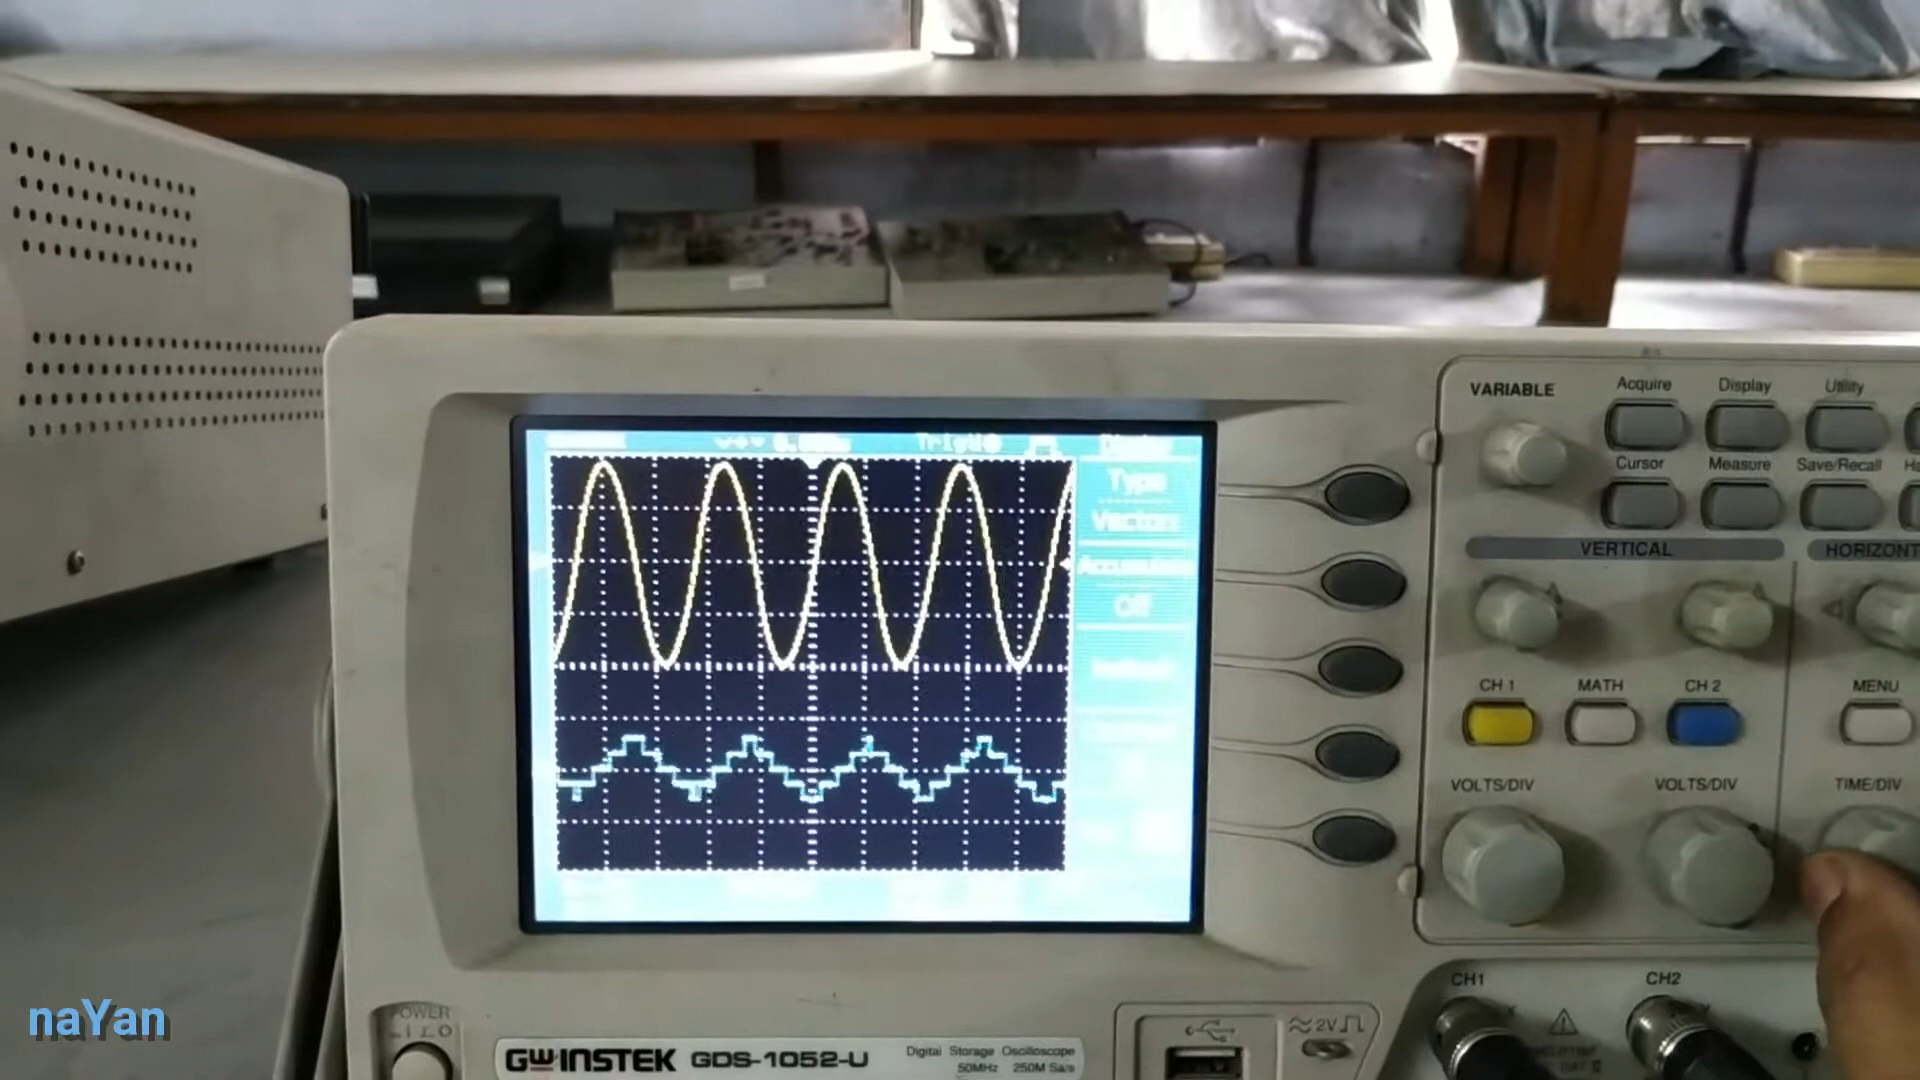 VARIABLE
Acquire
Display
Utility
Cursor
Measure
Save/Recall
VERTICAL
HORIZONT
Type
Vectors
Off
CH 1
MATH
CH 2
MENU
VOLTS/DIV
VOLTS/DIV
TIME/DIV
CH1
CH2
naYan
POWER
GWINSTEK GDS-1052-U
Digital Storage Oscilloscope
50MHz 250M Sa/s
≈2V